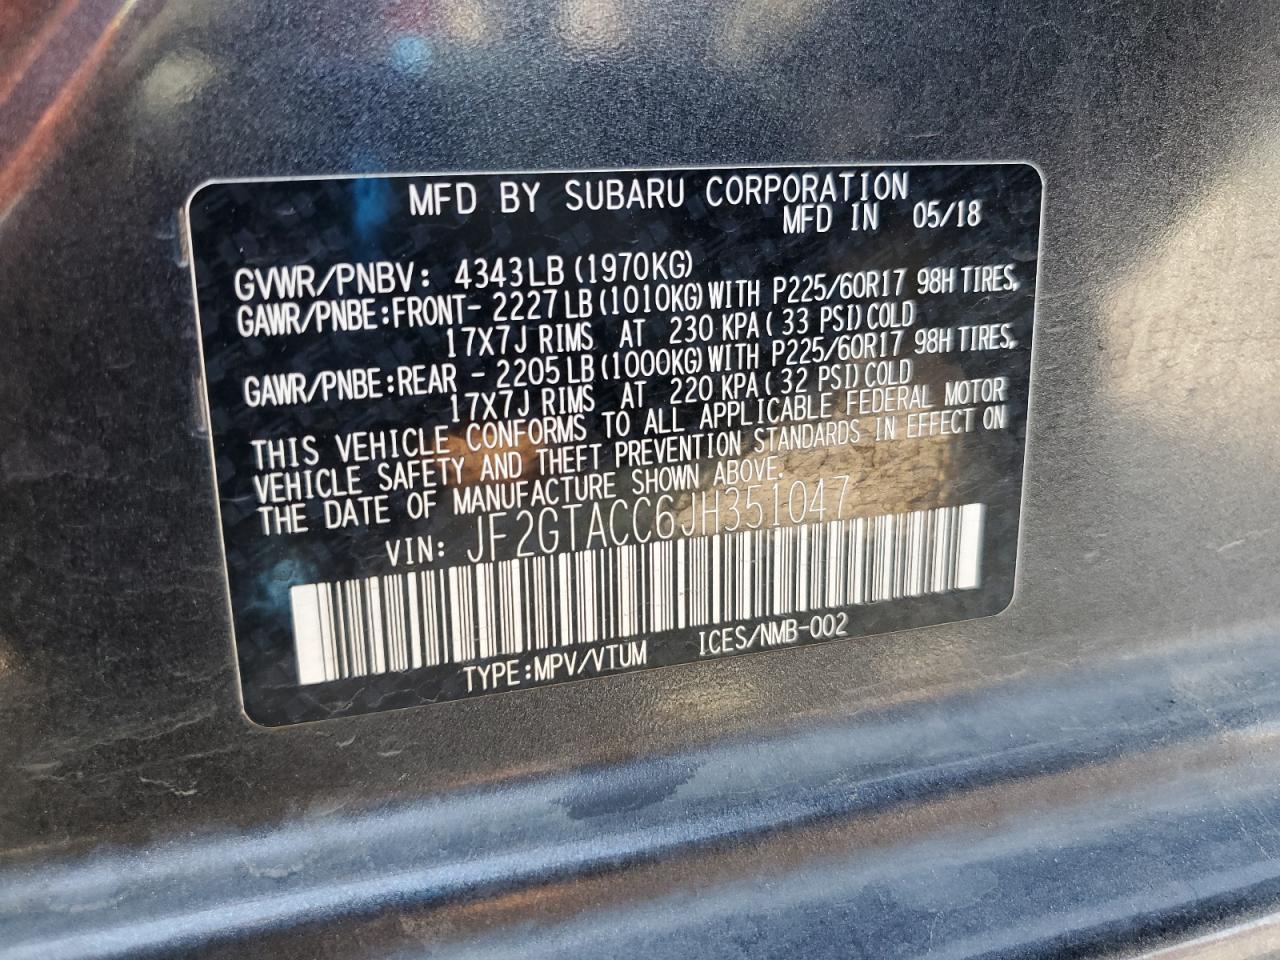 MFD BY SUBARU CORPORATION
MFD IN 05/18
GVWR/PNBV: 4343LB (1970KG)
GAWR/PNBE:FRONT- 2227LB (1010KG) WITH P225/60R17 98H TIRES,
17X7J RIMS AT 230 KPA ( 33 PSI) COLD
GAWR/PNBE:REAR - 2205LB (1000KG) WITH P225/60R17 98H TIRES,
17X7J RIMS AT 220 KPA ( 32 PSI) COLD
THIS VEHICLE CONFORMS TO ALL APPLICABLE FEDERAL MOTOR
VEHICLE SAFETY AND THEFT PREVENTION STANDARDS IN EFFECT ON
THE DATE OF MANUFACTURE SHOWN ABOVE.
VIN: JF2GTACC6JH351047
TYPE:MPV/VTUM ICES/NMB-002